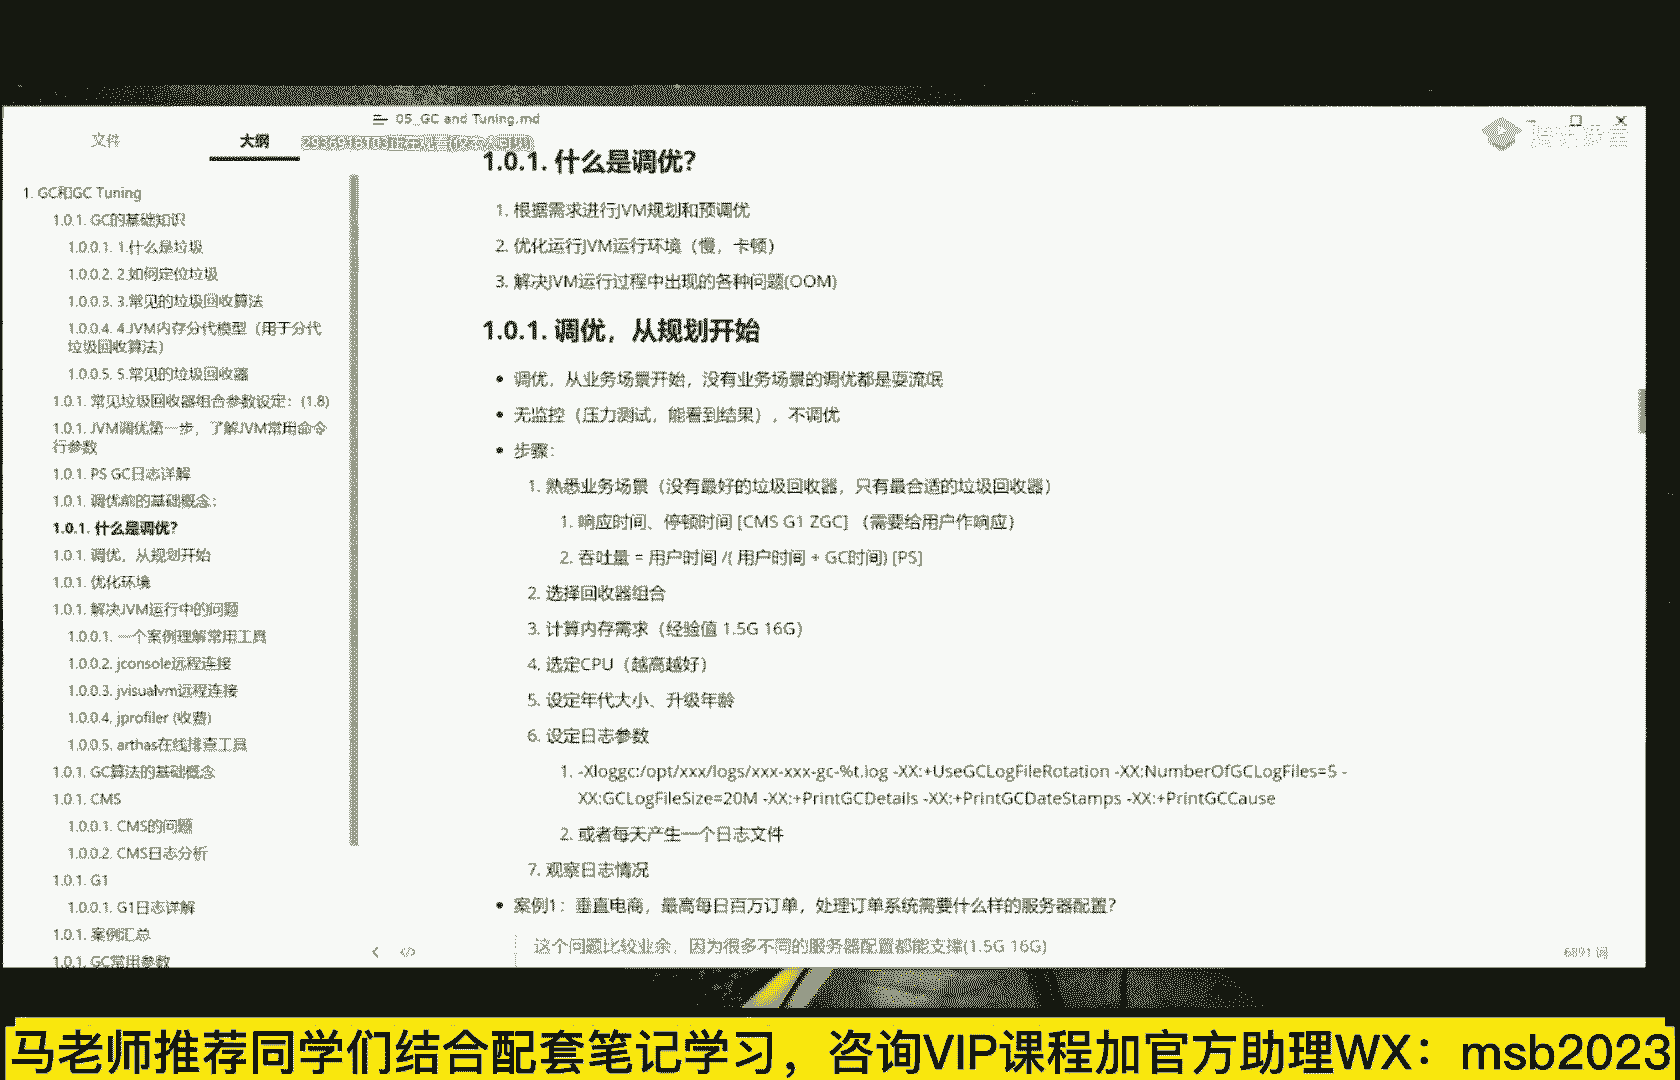 05_GC and Tuning.md
文件
大纲
1. GC和GC Tuning
1.0.1. GC的基础知识
1.0.0.1. 1.什么是垃圾
1.0.0.2. 2.如何定位垃圾
1.0.0.3. 3.常见的垃圾回收算法
1.0.0.4. 4.JVM内存分代模型（用于分代
垃圾回收算法）
1.0.0.5. 5.常见的垃圾回收器
1.0.1. 常见垃圾回收器组合参数设定：(1.8)
1.0.1. JVM调优第一步，了解JVM常用命令
行参数
1.0.1. PS GC日志详解
1.0.1. 调优前的基础概念：
1.0.1. 什么是调优？
1.0.1. 调优，从规划开始
1.0.1. 优化环境
1.0.1. 解决JVM运行中的问题
1.0.0.1. 一个案例理解常用工具
1.0.0.2. jconsole远程连接
1.0.0.3. jvisualvm远程连接
1.0.0.4. jprofiler (收费)
1.0.0.5. arthas在线排查工具
1.0.1. GC算法的基础概念
1.0.1. CMS
1.0.0.1. CMS的问题
1.0.0.2. CMS日志分析
1.0.1. G1
1.0.0.1. G1日志详解
1.0.1. 案例汇总
1.0.1. GC常用参数
1.0.1. 什么是调优？
1. 根据需求进行JVM规划和预调优
2. 优化运行JVM运行环境（慢，卡顿）
3. 解决JVM运行过程中出现的各种问题(OOM)
1.0.1. 调优，从规划开始
• 调优，从业务场景开始，没有业务场景的调优都是耍流氓
• 无监控（压力测试，能看到结果），不调优
• 步骤：
1. 熟悉业务场景（没有最好的垃圾回收器，只有最合适的垃圾回收器）
1. 响应时间、停顿时间 [CMS G1 ZGC] （需要给用户作响应）
2. 吞吐量 = 用户时间 /( 用户时间 + GC时间) [PS]
2. 选择回收器组合
3. 计算内存需求（经验值 1.5G 16G）
4. 选定CPU（越高越好）
5. 设定年代大小、升级年龄
6. 设定日志参数
1. -Xloggc:/opt/xxx/logs/xxx-xxx-gc-%t.log -XX:+UseGCLogFileRotation -XX:NumberOfGCLogFiles=5 -
XX:GCLogFileSize=20M -XX:+PrintGCDetails -XX:+PrintGCDateStamps -XX:+PrintGCCause
2. 或者每天产生一个日志文件
7. 观察日志情况
• 案例1：垂直电商，最高每日百万订单，处理订单系统需要什么样的服务器配置？
这个问题比较业余，因为很多不同的服务器配置都能支撑(1.5G 16G)
6891 词
马老师推荐同学们结合配套笔记学习，咨询VIP课程加官方助理WX：msb2023